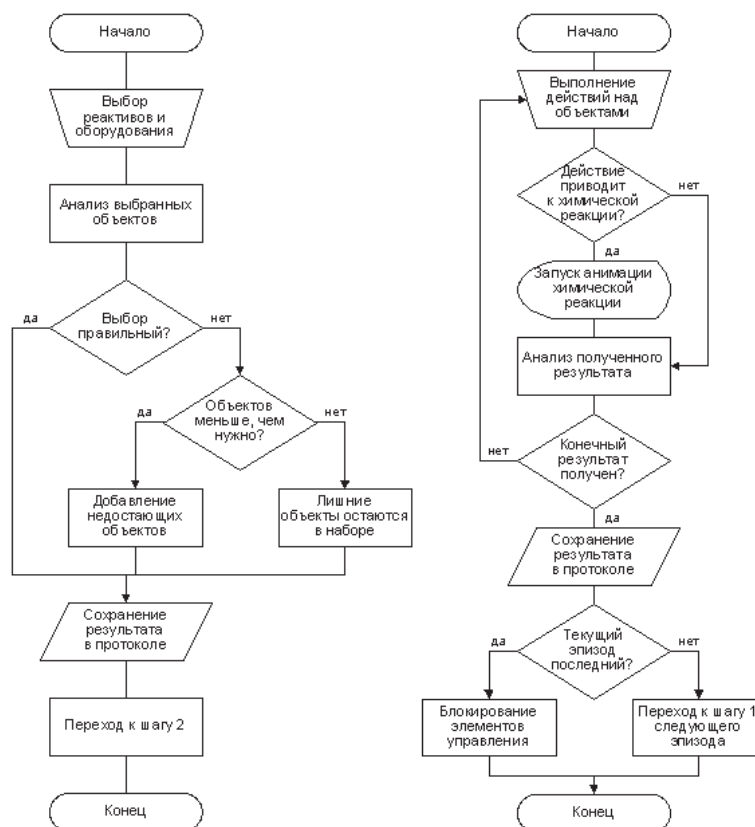 Начало
Выбор
реактивов и
оборудования
Анализ выбранных
объектов
Выбор
правильный?
да
нет
Объектов
меньше, чем
нужно?
да
нет
Добавление
недостающих
объектов
Лишние
объекты остаются
в наборе
Сохранение
результата
в протоколе
Переход к шагу 2
Конец
Начало
Выполнение
действий над
объектами
Действие
приводит
к химической
реакции?
нет
да
Запуск анимации
химической
реакции
Анализ полученного
результата
Конечный
результат
получен?
нет
да
Сохранение
результата
в протоколе
Текущий
эпизод
последний?
да
нет
Блокирование
элементов
управления
Переход к шагу 1
следующего
эпизода
Конец